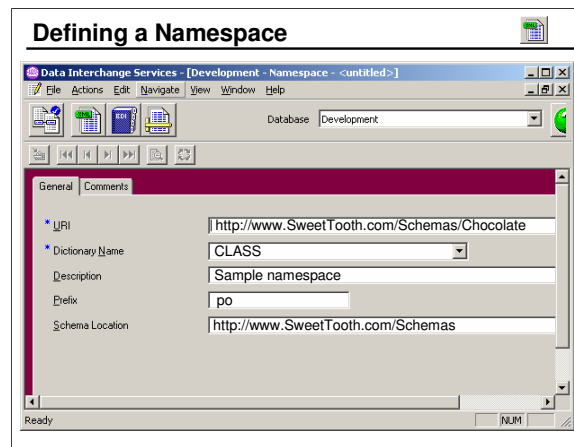 Defining a Namespace
Data Interchange Services - [Development - Namespace - <untitled>]
File Actions Edit Navigate View Window Help
EDI
Database Development
General Comments
* URI http://www.SweetTooth.com/Schemas/Chocolate
* Dictionary Name CLASS
Description Sample namespace
Prefix po
Schema Location http://www.SweetTooth.com/Schemas
Ready NUM